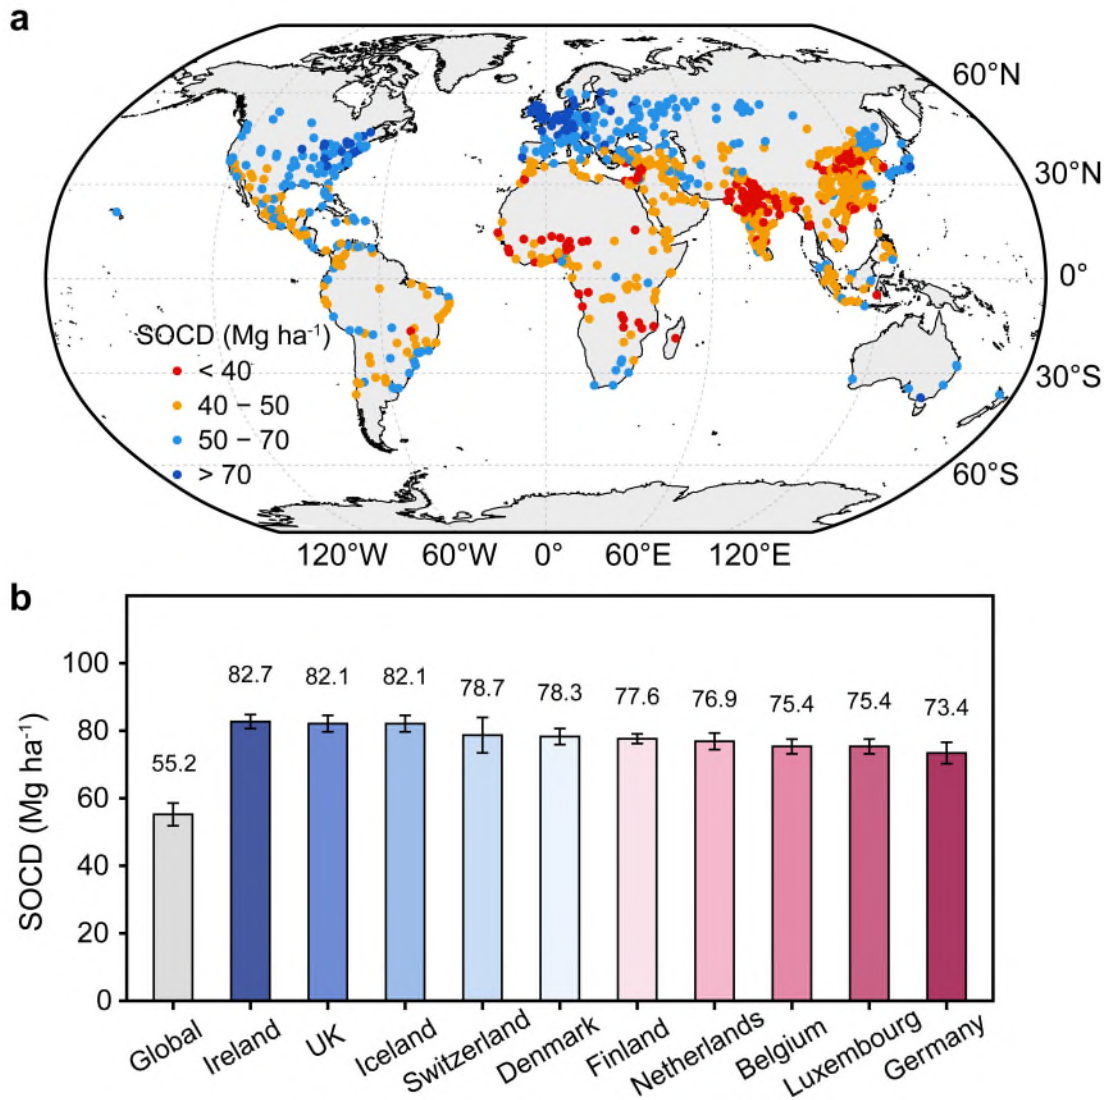 a
60°N
30°N
0°
30°S
60°S
SOCD (Mg ha⁻¹)
< 40
40 – 50
50 – 70
> 70
120°W 60°W 0° 60°E 120°E
b
SOCD (Mg ha⁻¹)
100
80
60
40
20
0
55.2
82.7
82.1
82.1
78.7
78.3
77.6
76.9
75.4
75.4
73.4
Global
Ireland
UK
Iceland
Switzerland
Denmark
Finland
Netherlands
Belgium
Luxembourg
Germany